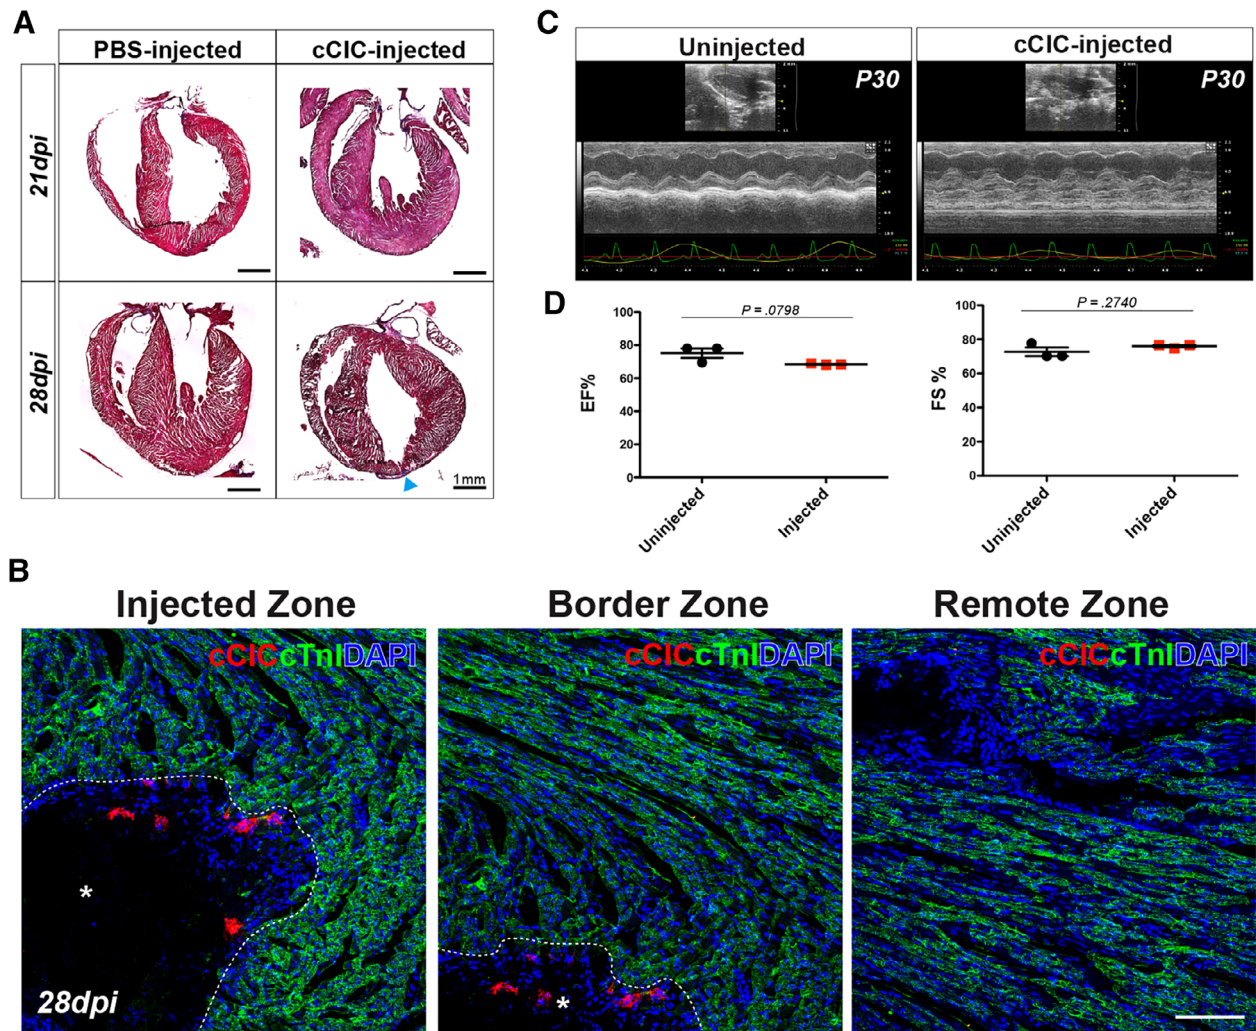 A
PBS-injected
cCIC-injected
21dpi
28dpi
1mm
C
Uninjected
cCIC-injected
P30
P30
D
P = .0798
EF%
100
80
60
40
20
0
Uninjected
Injected
P = .2740
FS %
100
80
60
40
20
0
Uninjected
Injected
B
Injected Zone
Border Zone
Remote Zone
cCICcTnIDAPI
cCICcTnIDAPI
cCICcTnIDAPI
*
*
28dpi